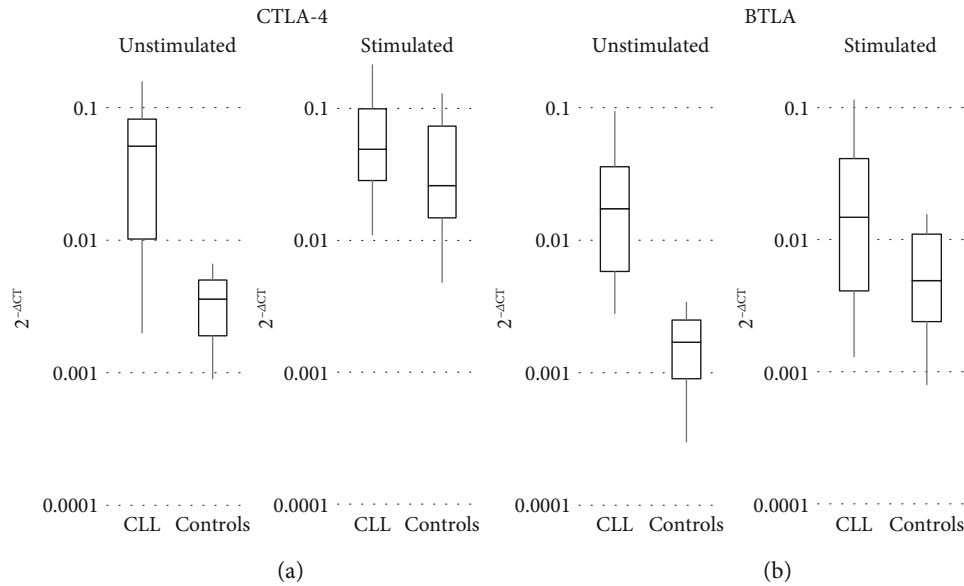 CTLA-4
BTLA
Unstimulated
Stimulated
Unstimulated
Stimulated
0.1
0.01
0.001
0.0001
2^−ΔCT
CLL Controls
0.1
0.01
0.001
0.0001
2^−ΔCT
CLL Controls
0.1
0.01
0.001
0.0001
2^−ΔCT
CLL Controls
0.1
0.01
0.001
0.0001
2^−ΔCT
CLL Controls
(a)
(b)